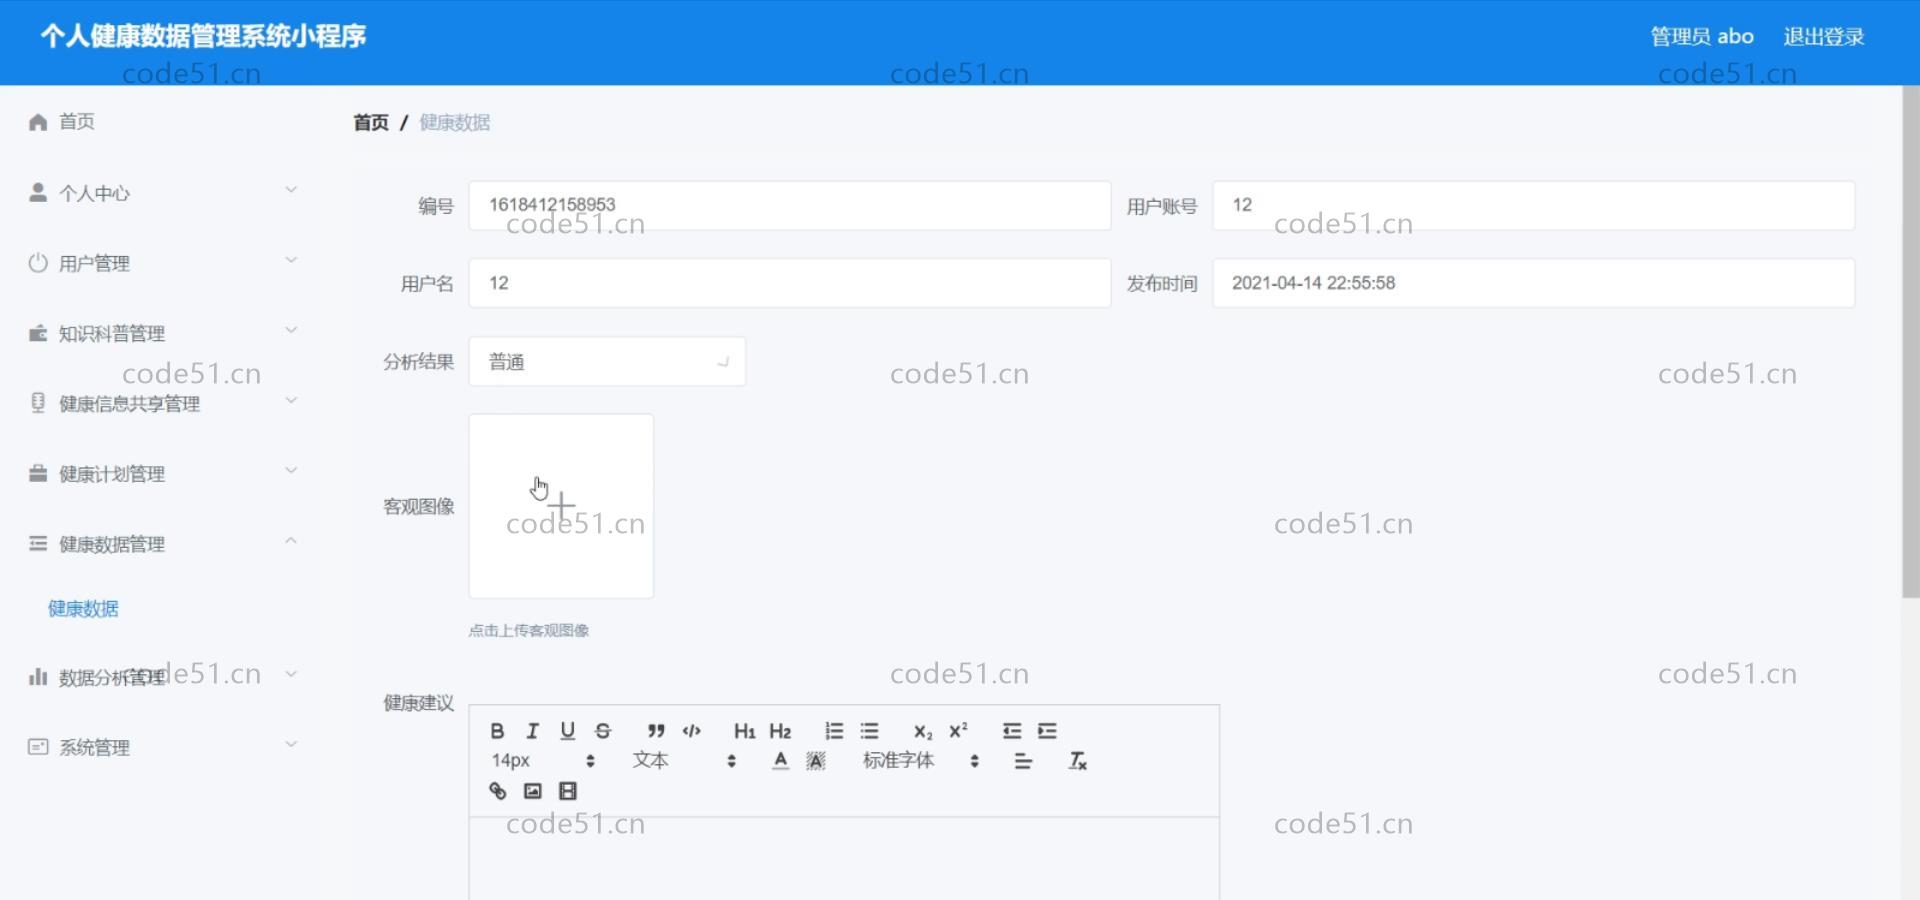 个人健康数据管理系统小程序
管理员 abo 退出登录
code51.cn code51.cn code51.cn
首页
首页 / 健康数据
个人中心
编号 1618412158953 用户账号 12
code51.cn code51.cn
用户管理
用户名 12 发布时间 2021-04-14 22:55:58
知识科普管理
分析结果 普通
code51.cn code51.cn code51.cn
健康信息共享管理
健康计划管理
客观图像
code51.cn code51.cn
健康数据管理
健康数据
点击上传客观图像
数据分析管理
code51.cn code51.cn code51.cn
健康建议
B I U S ” </> H1 H2 X₂ X²
系统管理
14px 文本 A A 标准字体 Tx
code51.cn code51.cn